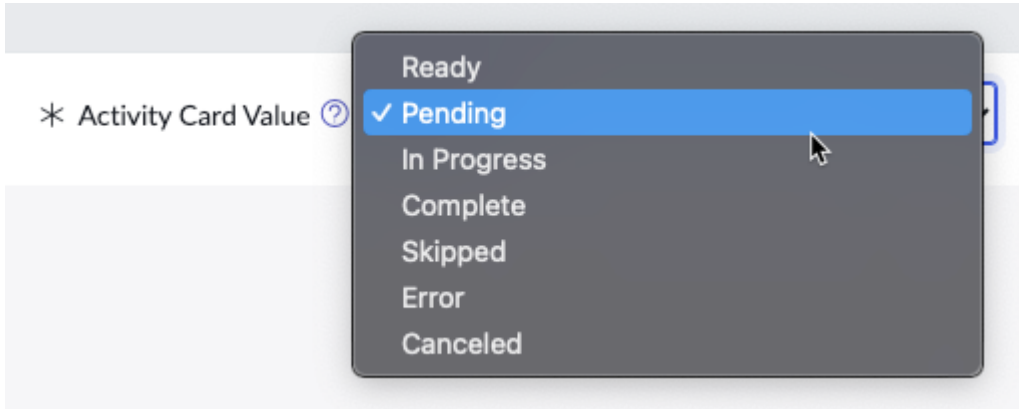 * Activity Card Value ?
Ready
✓ Pending
In Progress
Complete
Skipped
Error
Canceled